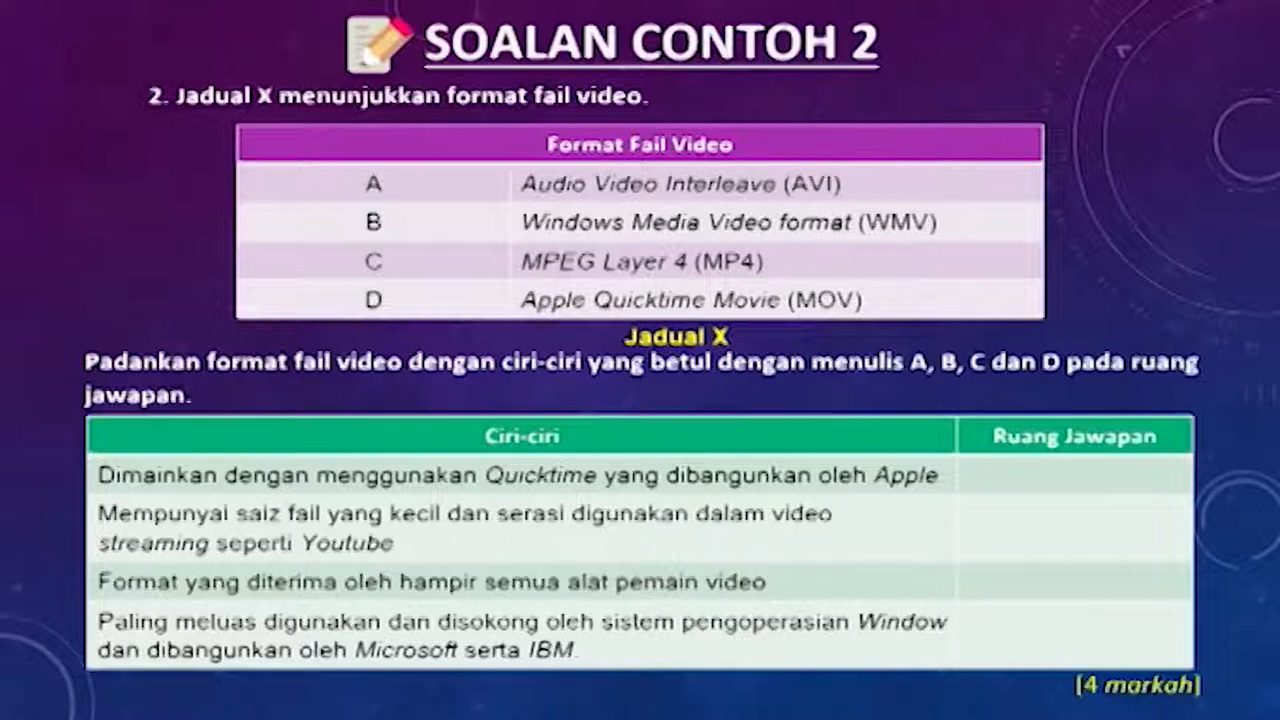 SOALAN CONTOH 2
2. Jadual X menunjukkan format fail video.
Format Fail Video
A Audio Video Interleave (AVI)
B Windows Media Video format (WMV)
C MPEG Layer 4 (MP4)
D Apple Quicktime Movie (MOV)
Jadual X
Padankan format fail video dengan ciri-ciri yang betul dengan menulis A, B, C dan D pada ruang
jawapan.
Ciri-ciri Ruang Jawapan
Dimainkan dengan menggunakan Quicktime yang dibangunkan oleh Apple
Mempunyai saiz fail yang kecil dan serasi digunakan dalam video
streaming seperti Youtube
Format yang diterima oleh hampir semua alat pemain video
Paling meluas digunakan dan disokong oleh sistem pengoperasian Window
dan dibangunkan oleh Microsoft serta IBM.
[4 markah]